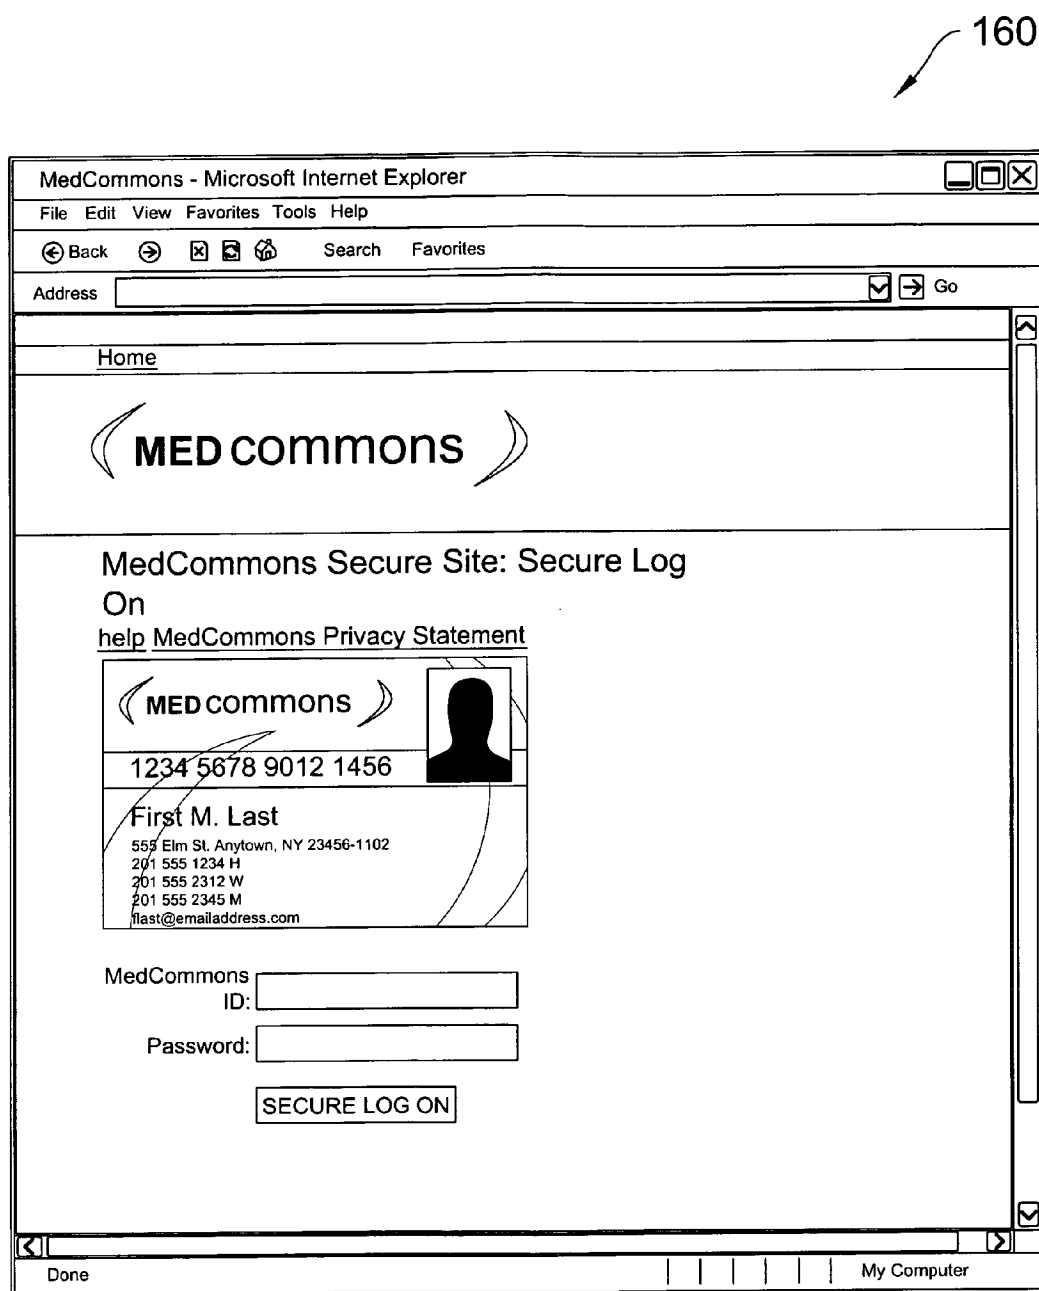 160
MedCommons - Microsoft Internet Explorer
File Edit View Favorites Tools Help
Back Search Favorites
Address Go
Home
MED commons
MedCommons Secure Site: Secure Log
On
help MedCommons Privacy Statement
MED commons
1234 5678 9012 1456
First M. Last
555 Elm St. Anytown, NY 23456-1102
201 555 1234 H
201 555 2312 W
201 555 2345 M
flast@emailaddress.com
MedCommons
ID:
Password:
SECURE LOG ON
Done My Computer